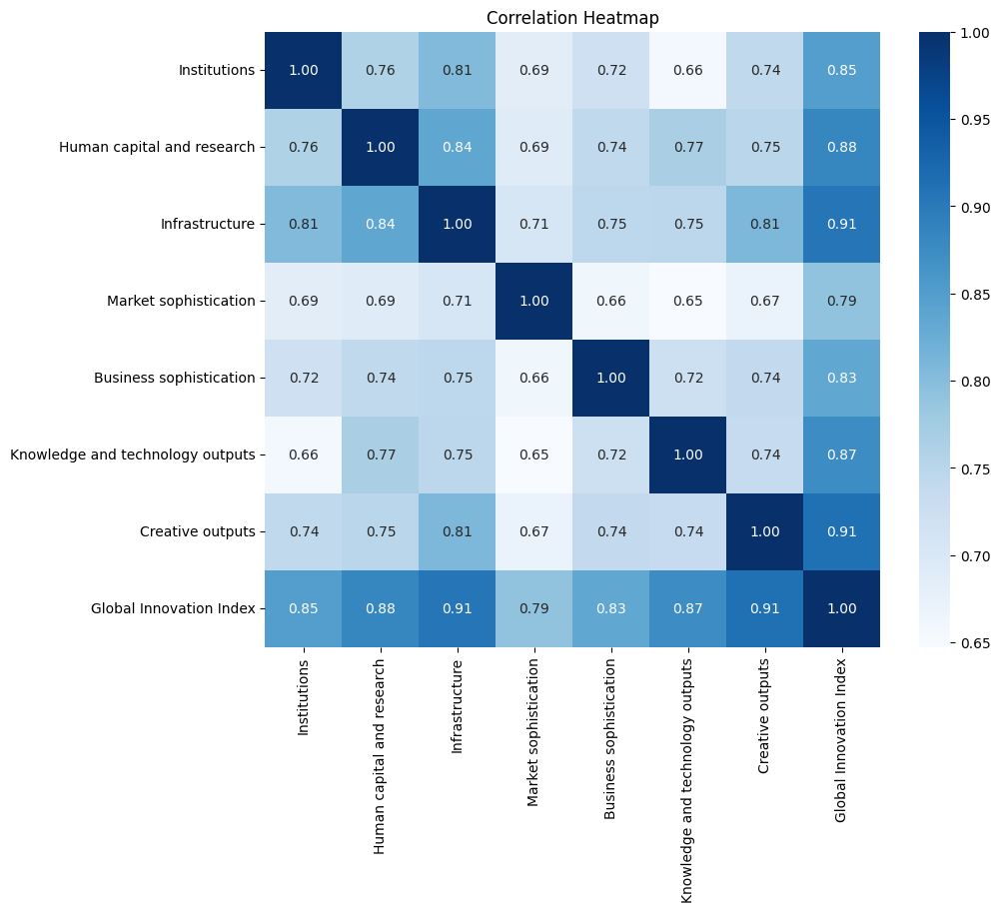 Correlation Heatmap
Institutions 1.00 0.76 0.81 0.69 0.72 0.66 0.74 0.85
Human capital and research 0.76 1.00 0.84 0.69 0.74 0.77 0.75 0.88
Infrastructure 0.81 0.84 1.00 0.71 0.75 0.75 0.81 0.91
Market sophistication 0.69 0.69 0.71 1.00 0.66 0.65 0.67 0.79
Business sophistication 0.72 0.74 0.75 0.66 1.00 0.72 0.74 0.83
Knowledge and technology outputs 0.66 0.77 0.75 0.65 0.72 1.00 0.74 0.87
Creative outputs 0.74 0.75 0.81 0.67 0.74 0.74 1.00 0.91
Global Innovation Index 0.85 0.88 0.91 0.79 0.83 0.87 0.91 1.00
Institutions
Human capital and research
Infrastructure
Market sophistication
Business sophistication
Knowledge and technology outputs
Creative outputs
Global Innovation Index
1.00
0.95
0.90
0.85
0.80
0.75
0.70
0.65